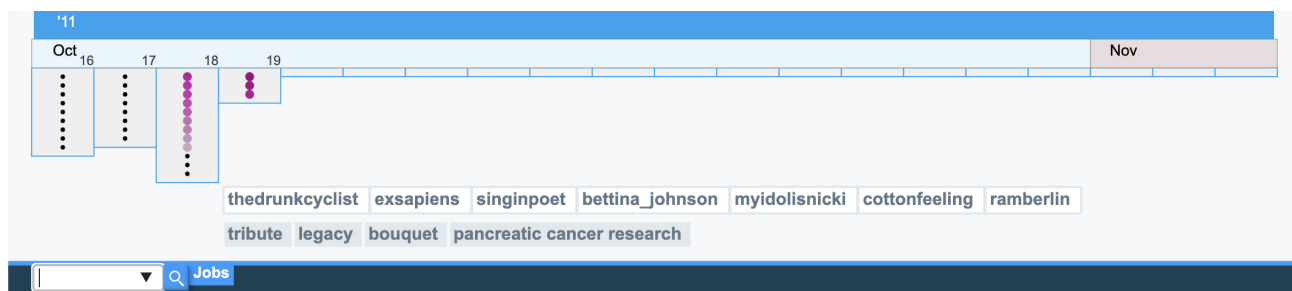 '11
Oct 16 17 18 19 Nov
thedrunkcyclist exsapiens singinpoet bettina_johnson myidolisnicki cottonfeeling ramberlin
tribute legacy bouquet pancreatic cancer research
Jobs